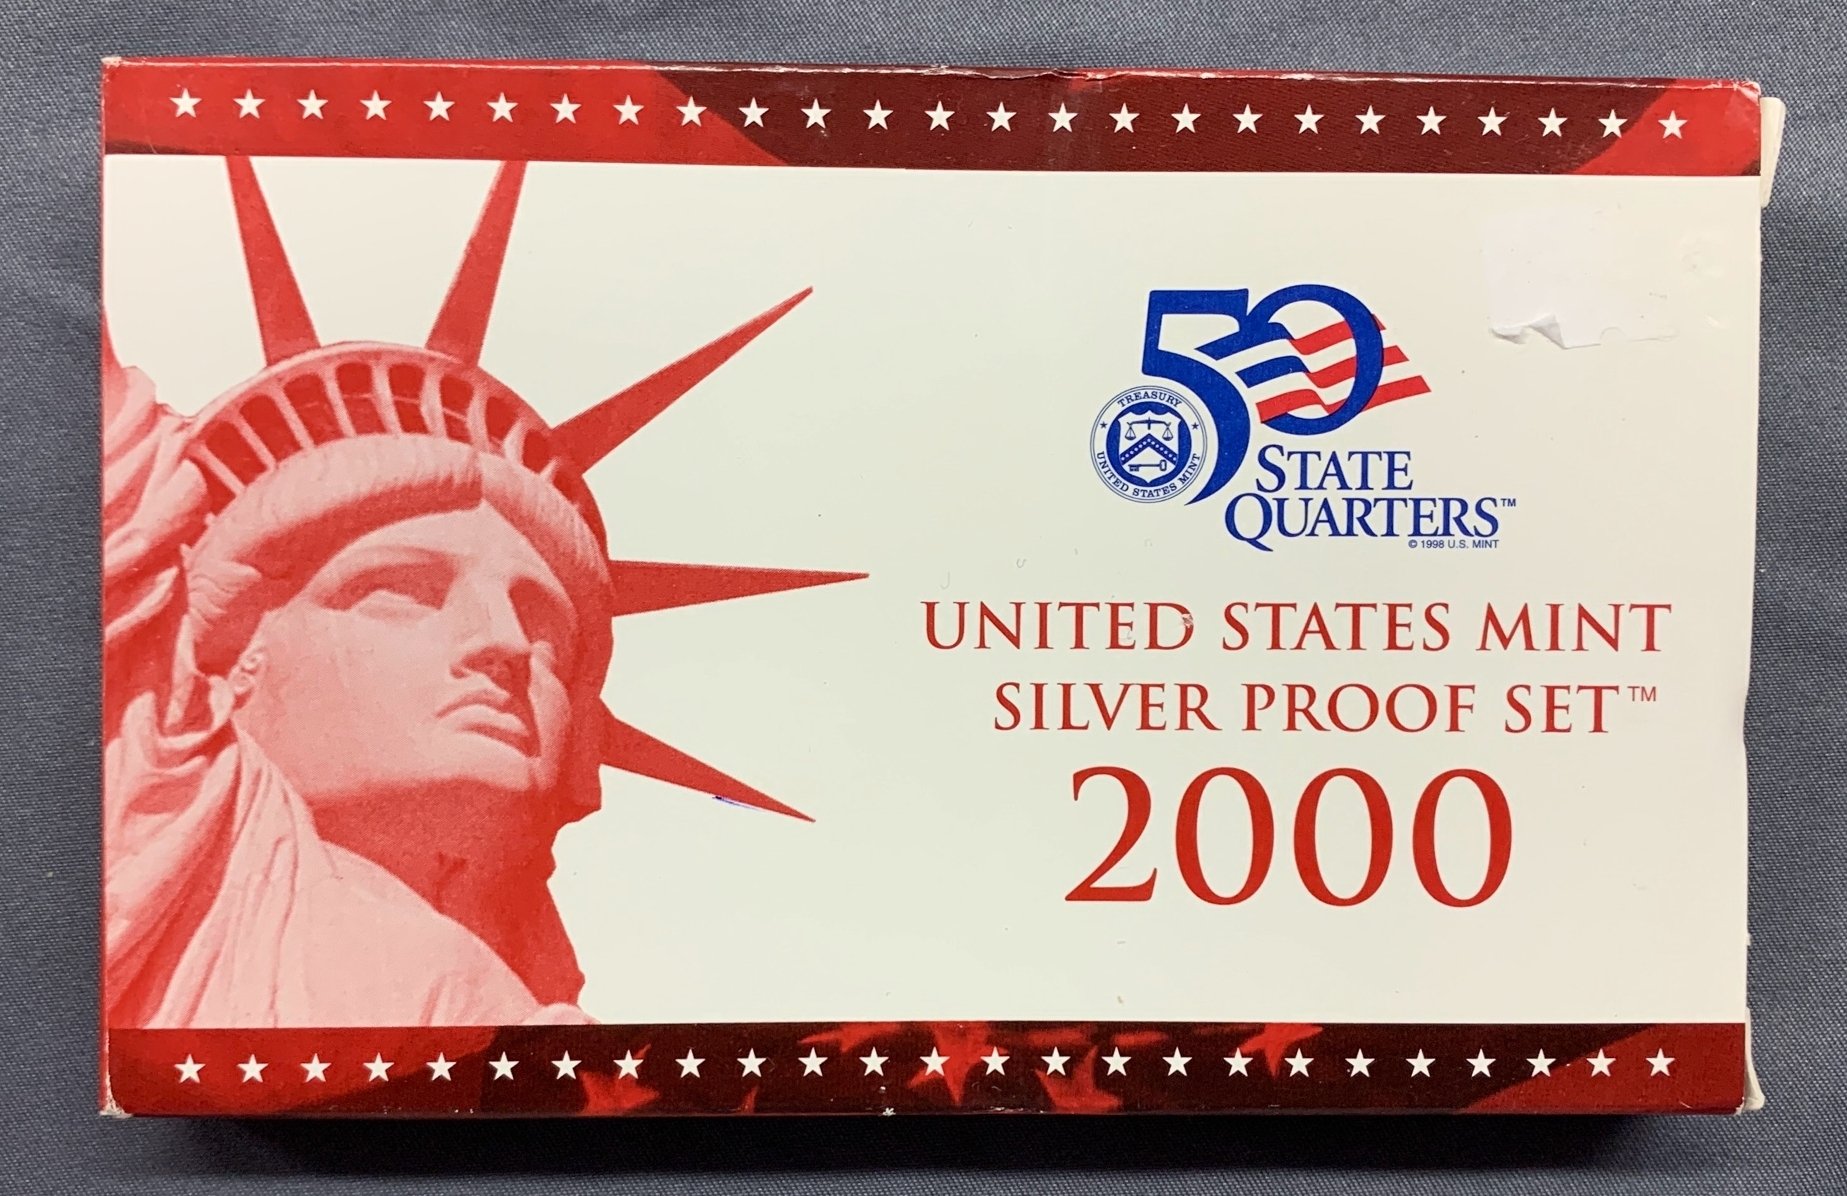 50
TREASURY
UNITED STATES MINT
STATE
QUARTERS™
© 1998 U.S. MINT
UNITED STATES MINT
SILVER PROOF SET™
2000